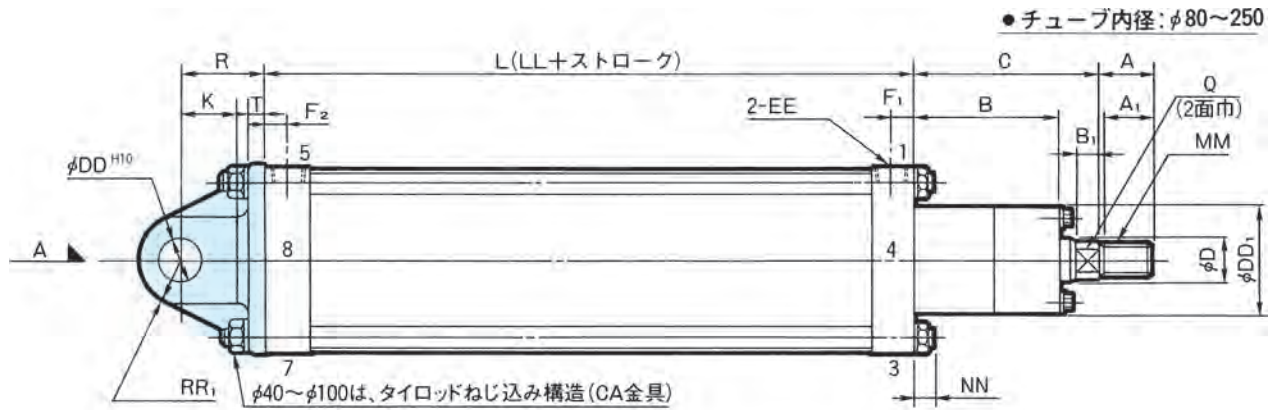 ● チューブ内径:φ80～250
R
L(LL＋ストローク)
C
A
K
T
F₂
2-EE
F₁
B
Q
(2面巾)
A₁
B₁
MM
φDD H10
5
1
A
8
4
φD
φDD₁
7
3
NN
RR₁
φ40～φ100は、タイロッドねじ込み構造(CA金具)